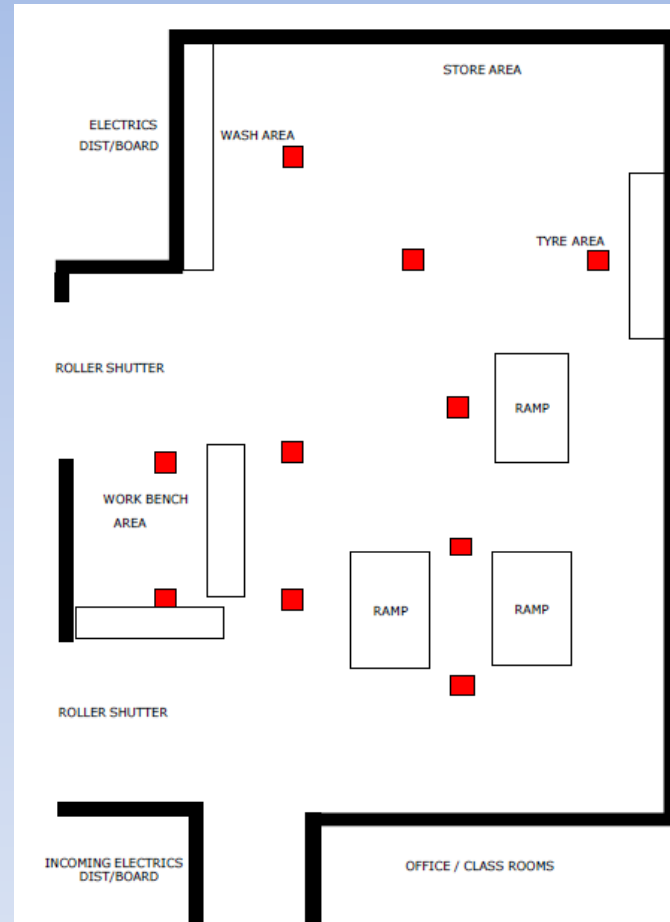 STORE AREA
ELECTRICS
DIST/BOARD
WASH AREA
TYRE AREA
ROLLER SHUTTER
RAMP
WORK BENCH
AREA
RAMP
RAMP
ROLLER SHUTTER
INCOMING ELECTRICS
DIST/BOARD
OFFICE / CLASS ROOMS